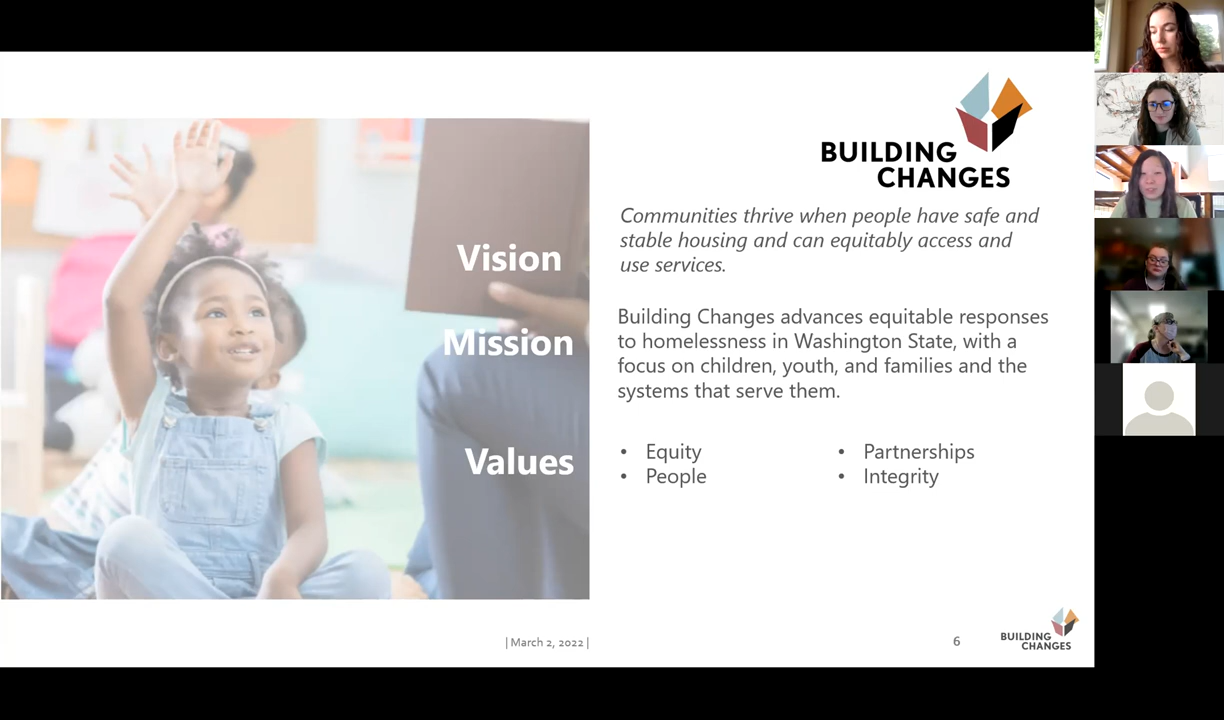 BUILDING
CHANGES
Vision
Communities thrive when people have safe and
stable housing and can equitably access and
use services.
Mission
Building Changes advances equitable responses
to homelessness in Washington State, with a
focus on children, youth, and families and the
systems that serve them.
Values
• Equity
• People
• Partnerships
• Integrity
| March 2, 2022 |
6
BUILDING
CHANGES